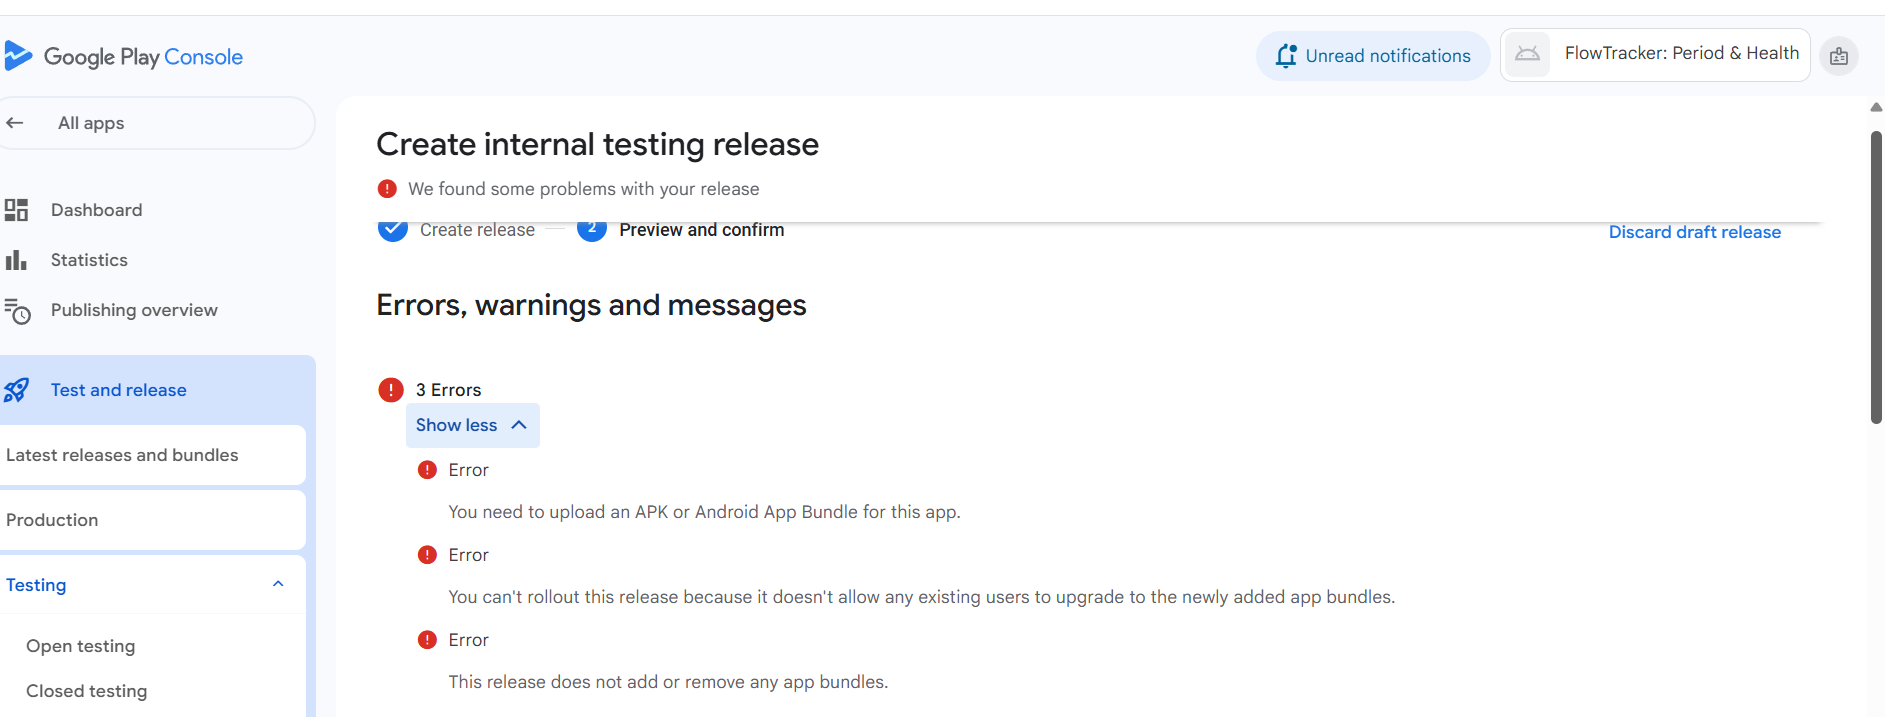 Google Play Console
Unread notifications
FlowTracker: Period & Health
All apps
Dashboard
Statistics
Publishing overview
Test and release
Latest releases and bundles
Production
Testing
Open testing
Closed testing
Create internal testing release
We found some problems with your release
Create release
2 Preview and confirm
Discard draft release
Errors, warnings and messages
3 Errors
Show less
Error
You need to upload an APK or Android App Bundle for this app.
Error
You can't rollout this release because it doesn't allow any existing users to upgrade to the newly added app bundles.
Error
This release does not add or remove any app bundles.